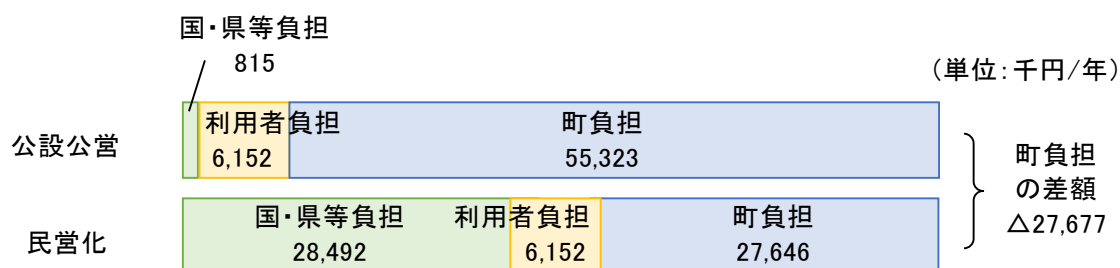 国・県等負担
815
（単位：千円/年）
公設公営
利用者負担
6,152
町負担
55,323
町負担
の差額
△27,677
民営化
国・県等負担
28,492
利用者負担
6,152
町負担
27,646